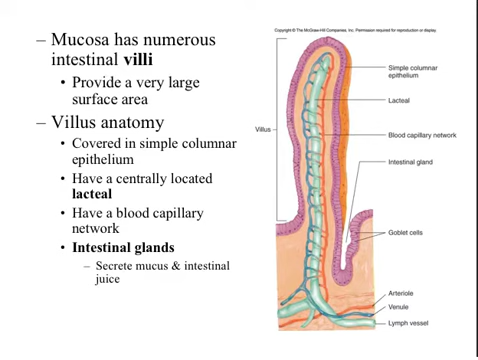 – Mucosa has numerous
intestinal villi
• Provide a very large
surface area
– Villus anatomy
• Covered in simple columnar
epithelium
• Have a centrally located
lacteal
• Have a blood capillary
network
• Intestinal glands
– Secrete mucus & intestinal
juice
Copyright © The McGraw-Hill Companies, Inc. Permission required for reproduction or display.
Simple columnar
epithelium
Lacteal
Villus
Blood capillary network
Intestinal gland
Goblet cells
Arteriole
Venule
Lymph vessel